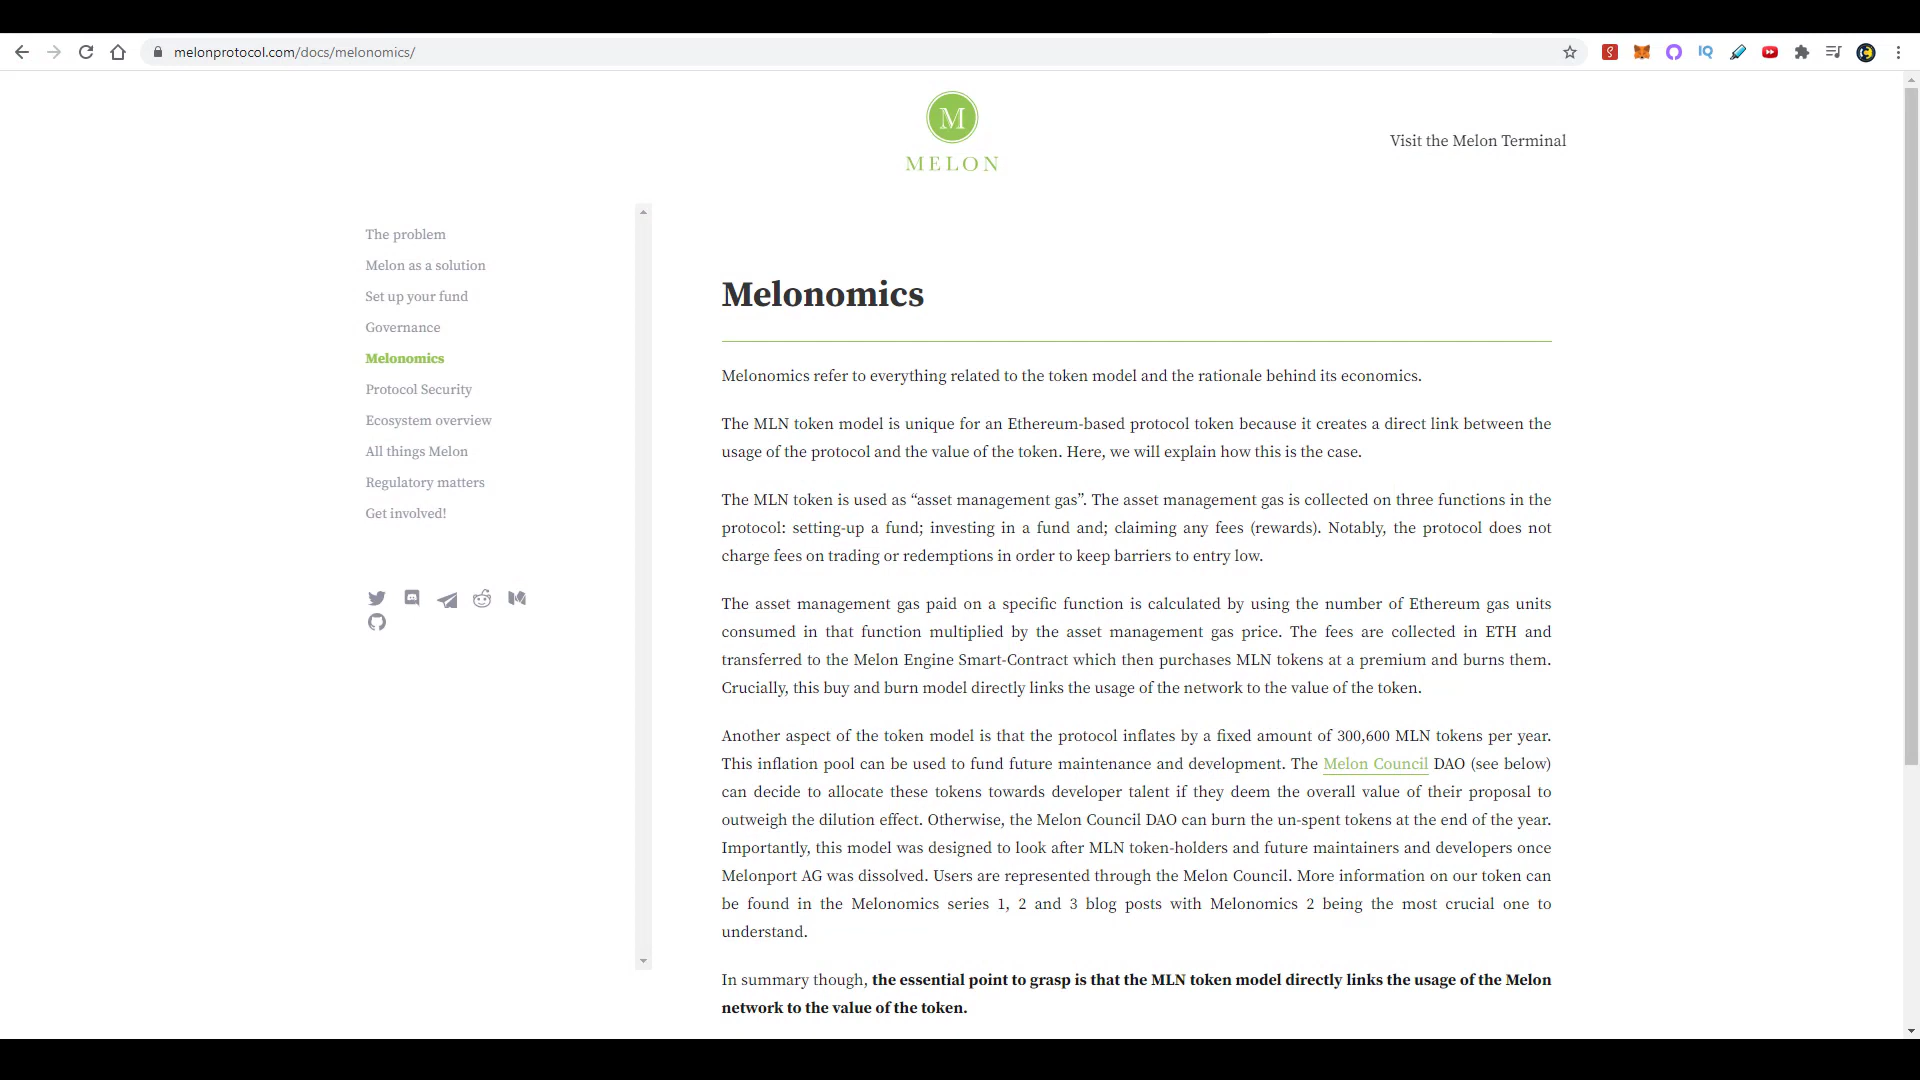 melonprotocol.com/docs/melonomics/
IQ
M
MELON
Visit the Melon Terminal
The problem
Melon as a solution
Set up your fund
Governance
Melonomics
Protocol Security
Ecosystem overview
All things Melon
Regulatory matters
Get involved!
Melonomics
Melonomics refer to everything related to the token model and the rationale behind its economics.
The MLN token model is unique for an Ethereum-based protocol token because it creates a direct link between the
usage of the protocol and the value of the token. Here, we will explain how this is the case.
The MLN token is used as “asset management gas”. The asset management gas is collected on three functions in the
protocol: setting-up a fund; investing in a fund and; claiming any fees (rewards). Notably, the protocol does not
charge fees on trading or redemptions in order to keep barriers to entry low.
The asset management gas paid on a specific function is calculated by using the number of Ethereum gas units
consumed in that function multiplied by the asset management gas price. The fees are collected in ETH and
transferred to the Melon Engine Smart-Contract which then purchases MLN tokens at a premium and burns them.
Crucially, this buy and burn model directly links the usage of the network to the value of the token.
Another aspect of the token model is that the protocol inflates by a fixed amount of 300,600 MLN tokens per year.
This inflation pool can be used to fund future maintenance and development. The Melon Council DAO (see below)
can decide to allocate these tokens towards developer talent if they deem the overall value of their proposal to
outweigh the dilution effect. Otherwise, the Melon Council DAO can burn the un-spent tokens at the end of the year.
Importantly, this model was designed to look after MLN token-holders and future maintainers and developers once
Melonport AG was dissolved. Users are represented through the Melon Council. More information on our token can
be found in the Melonomics series 1, 2 and 3 blog posts with Melonomics 2 being the most crucial one to
understand.
In summary though, the essential point to grasp is that the MLN token model directly links the usage of the Melon
network to the value of the token.